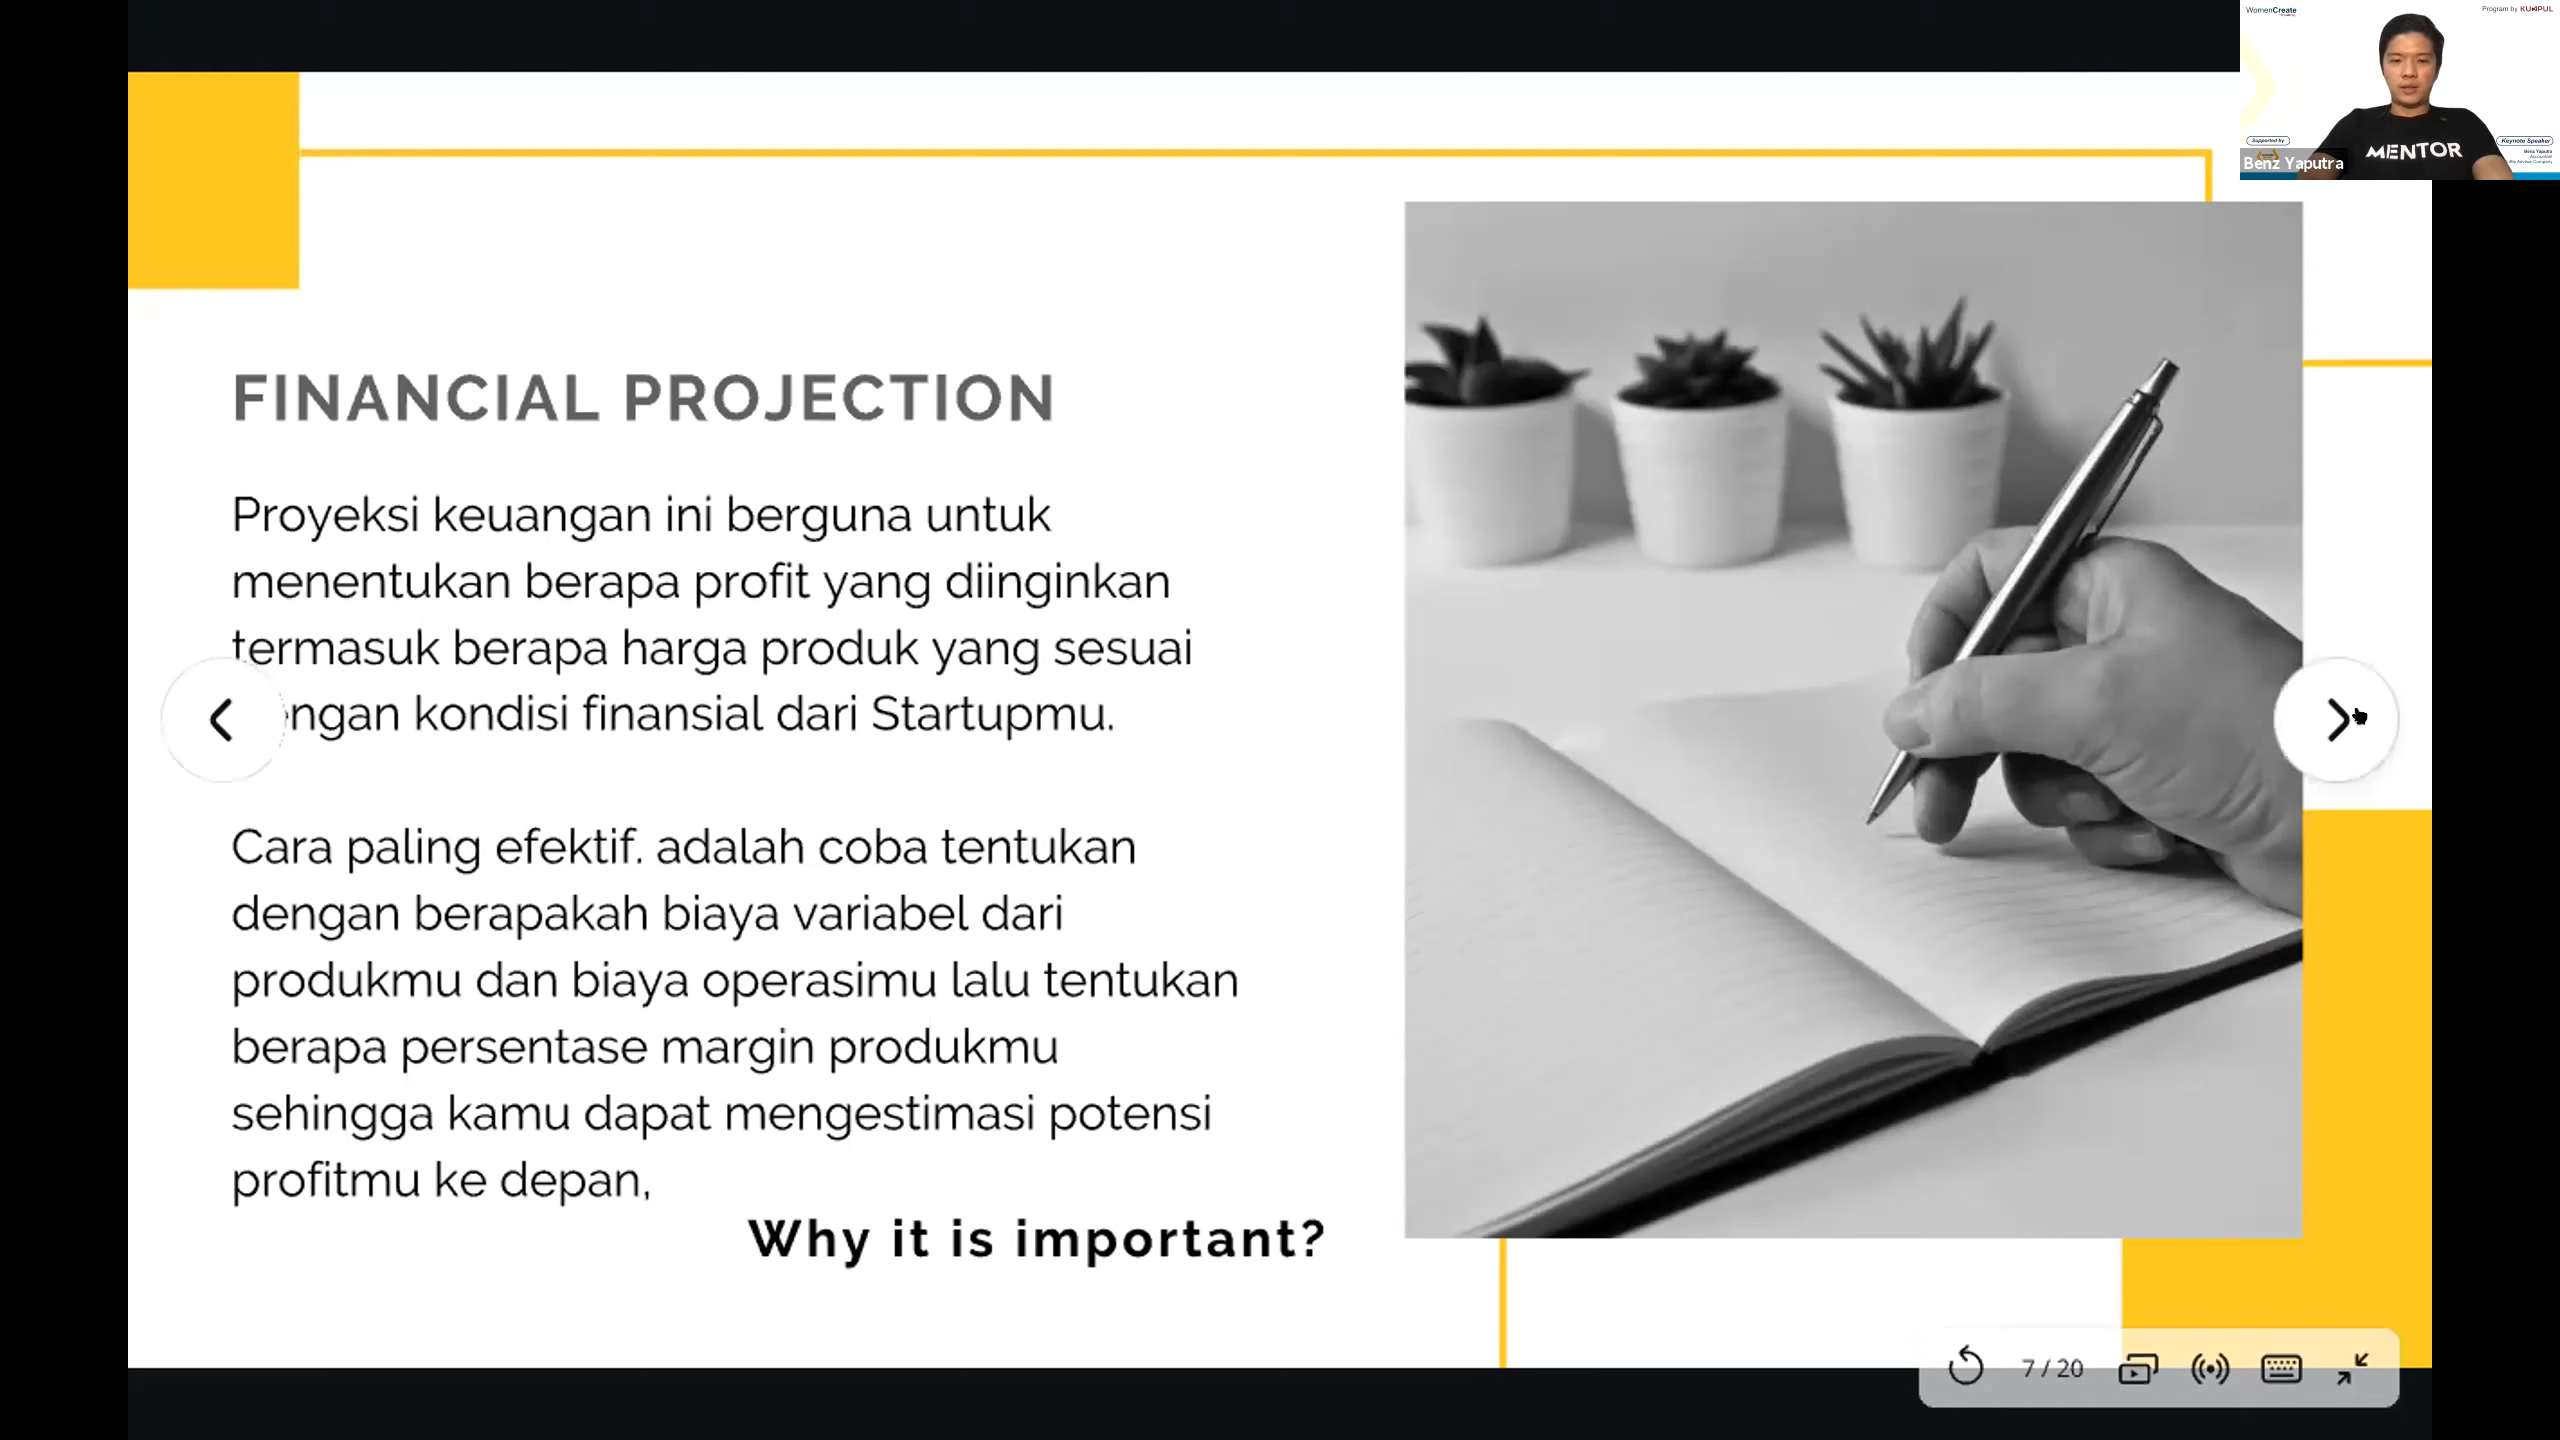 WomenCreate
Program by KUMPUL
Supported by
Keynote Speaker
Benz Yaputra
Accountant
MENTOR
Benz Yaputra
FINANCIAL PROJECTION
Proyeksi keuangan ini berguna untuk
menentukan berapa profit yang diinginkan
termasuk berapa harga produk yang sesuai
ngan kondisi finansial dari Startupmu.
Cara paling efektif. adalah coba tentukan
dengan berapakah biaya variabel dari
produkmu dan biaya operasimu lalu tentukan
berapa persentase margin produkmu
sehingga kamu dapat mengestimasi potensi
profitmu ke depan,
Why it is important?
7 / 20